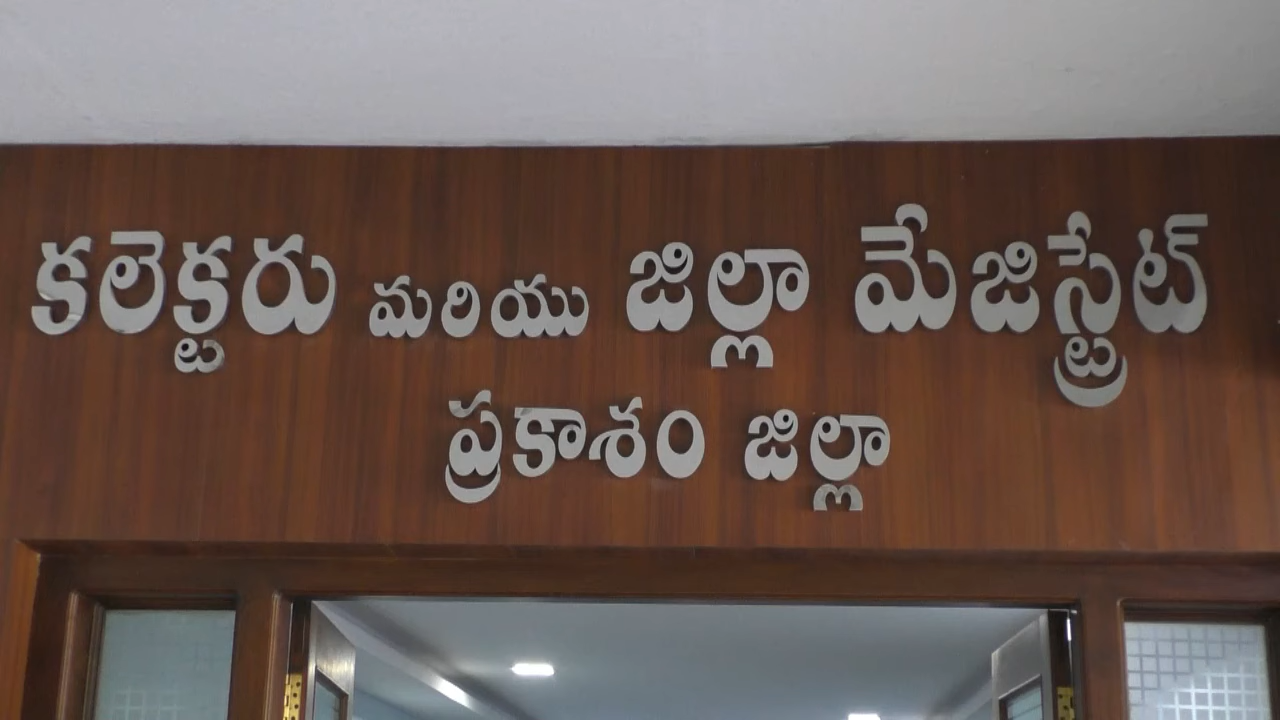 కలెక్టరు మరియు జిల్లా మేజిస్ట్రేట్
ప్రకాశం జిల్లా